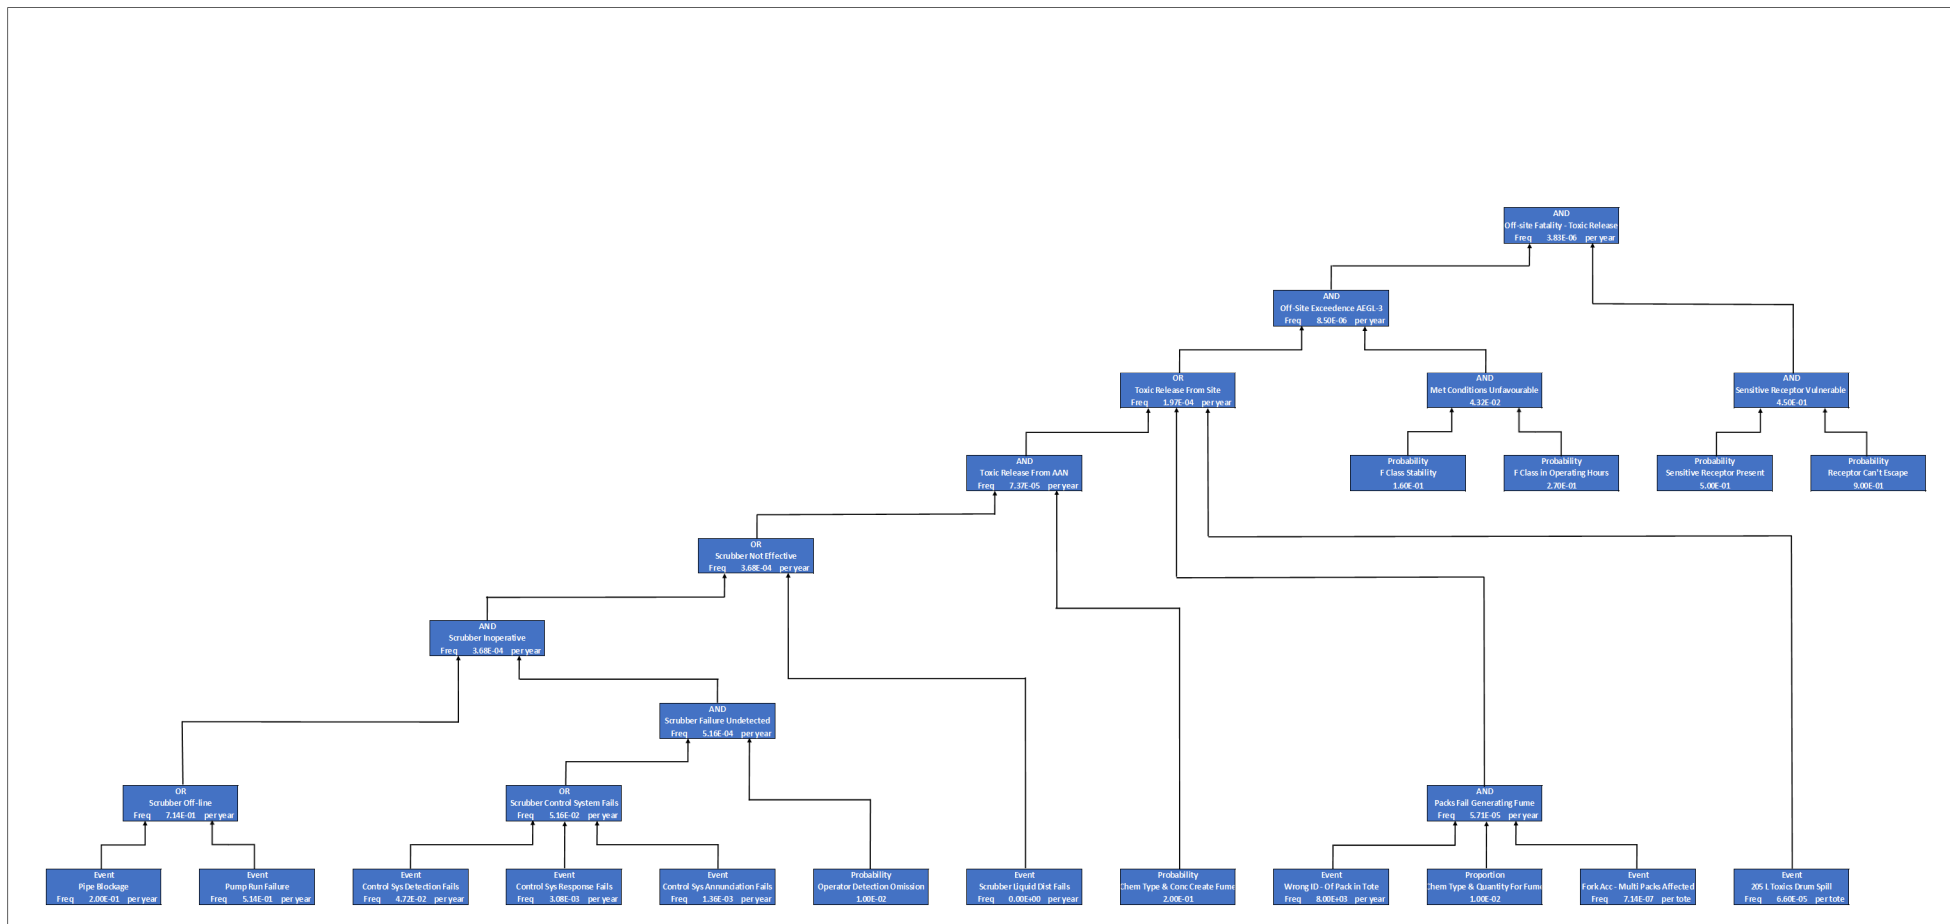 AND
Off-site Fatality - Toxic Release
Freq 3.83E-06 per year
AND
Off-Site Exceedence AEGL-3
Freq 8.50E-06 per year
OR
Toxic Release From Site
Freq 1.97E-04 per year
AND
Met Conditions Unfavourable
4.32E-02
AND
Sensitive Receptor Vulnerable
4.50E-01
AND
Toxic Release From AAN
Freq 7.37E-05 per year
Probability
F Class Stability
1.60E-01
Probability
F Class in Operating Hours
2.70E-01
Probability
Sensitive Receptor Present
5.00E-01
Probability
Receptor Can't Escape
9.00E-01
OR
Scrubber Not Effective
Freq 3.68E-04 per year
AND
Scrubber Inoperative
Freq 3.68E-04 per year
AND
Scrubber Failure Undetected
Freq 5.16E-04 per year
OR
Scrubber Off-line
Freq 7.14E-01 per year
OR
Scrubber Control System Fails
Freq 5.16E-02 per year
AND
Packs Fail Generating Fume
Freq 5.71E-05 per year
Event
Pipe Blockage
Freq 2.00E-01 per year
Event
Pump Run Failure
Freq 5.14E-01 per year
Event
Control Sys Detection Fails
Freq 4.72E-02 per year
Event
Control Sys Response Fails
Freq 3.08E-03 per year
Event
Control Sys Annunciation Fails
Freq 1.36E-03 per year
Probability
Operator Detection Omission
1.00E-02
Event
Scrubber Liquid Dist Fails
Freq 0.00E+00 per year
Probability
Chem Type & Conc Create Fume
2.00E-01
Event
Wrong ID - Of Pack in Tote
Freq 8.00E+03 per year
Proportion
Chem Type & Quantity For Fume
1.00E-02
Event
Fork Acc - Multi Packs Affected
Freq 7.14E-07 per tote
Event
205 L Toxics Drum Spill
Freq 6.60E-05 per tote